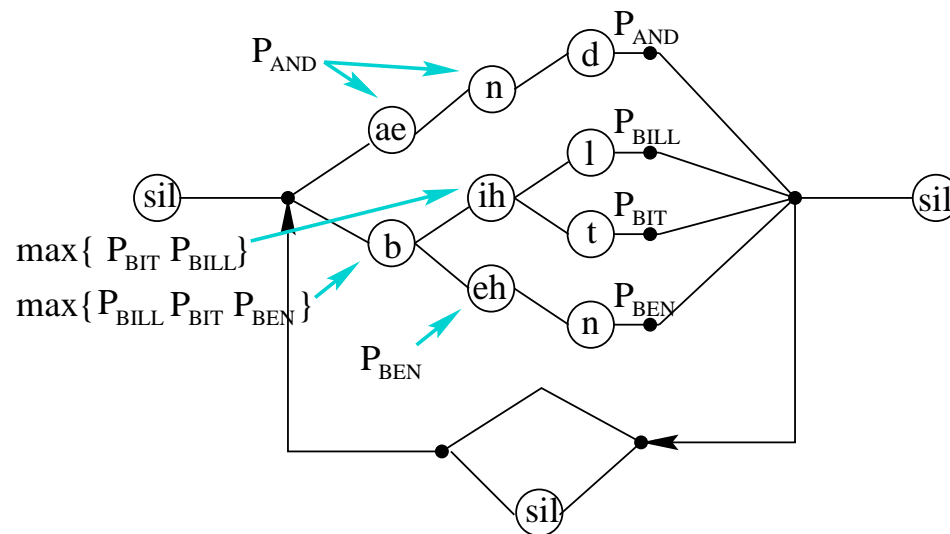 P_AND
P_AND
d
n
ae
P_BILL
l
sil
ih
sil
P_BIT
t
b
max{ P_BIT P_BILL}
eh
max{P_BILL P_BIT P_BEN}
P_BEN
n
P_BEN
sil